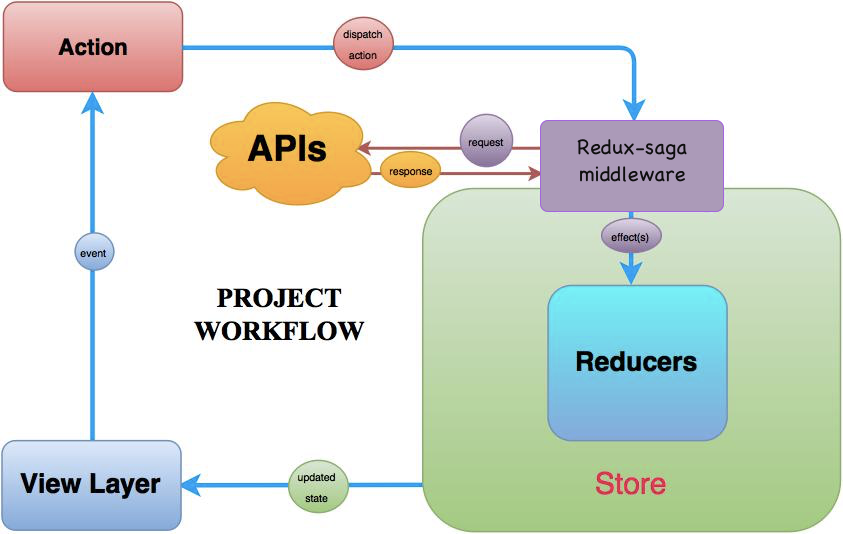 Action
dispatch
action
APIs
request
response
Redux-saga
middleware
effect(s)
event
PROJECT
WORKFLOW
Reducers
View Layer
updated
state
Store